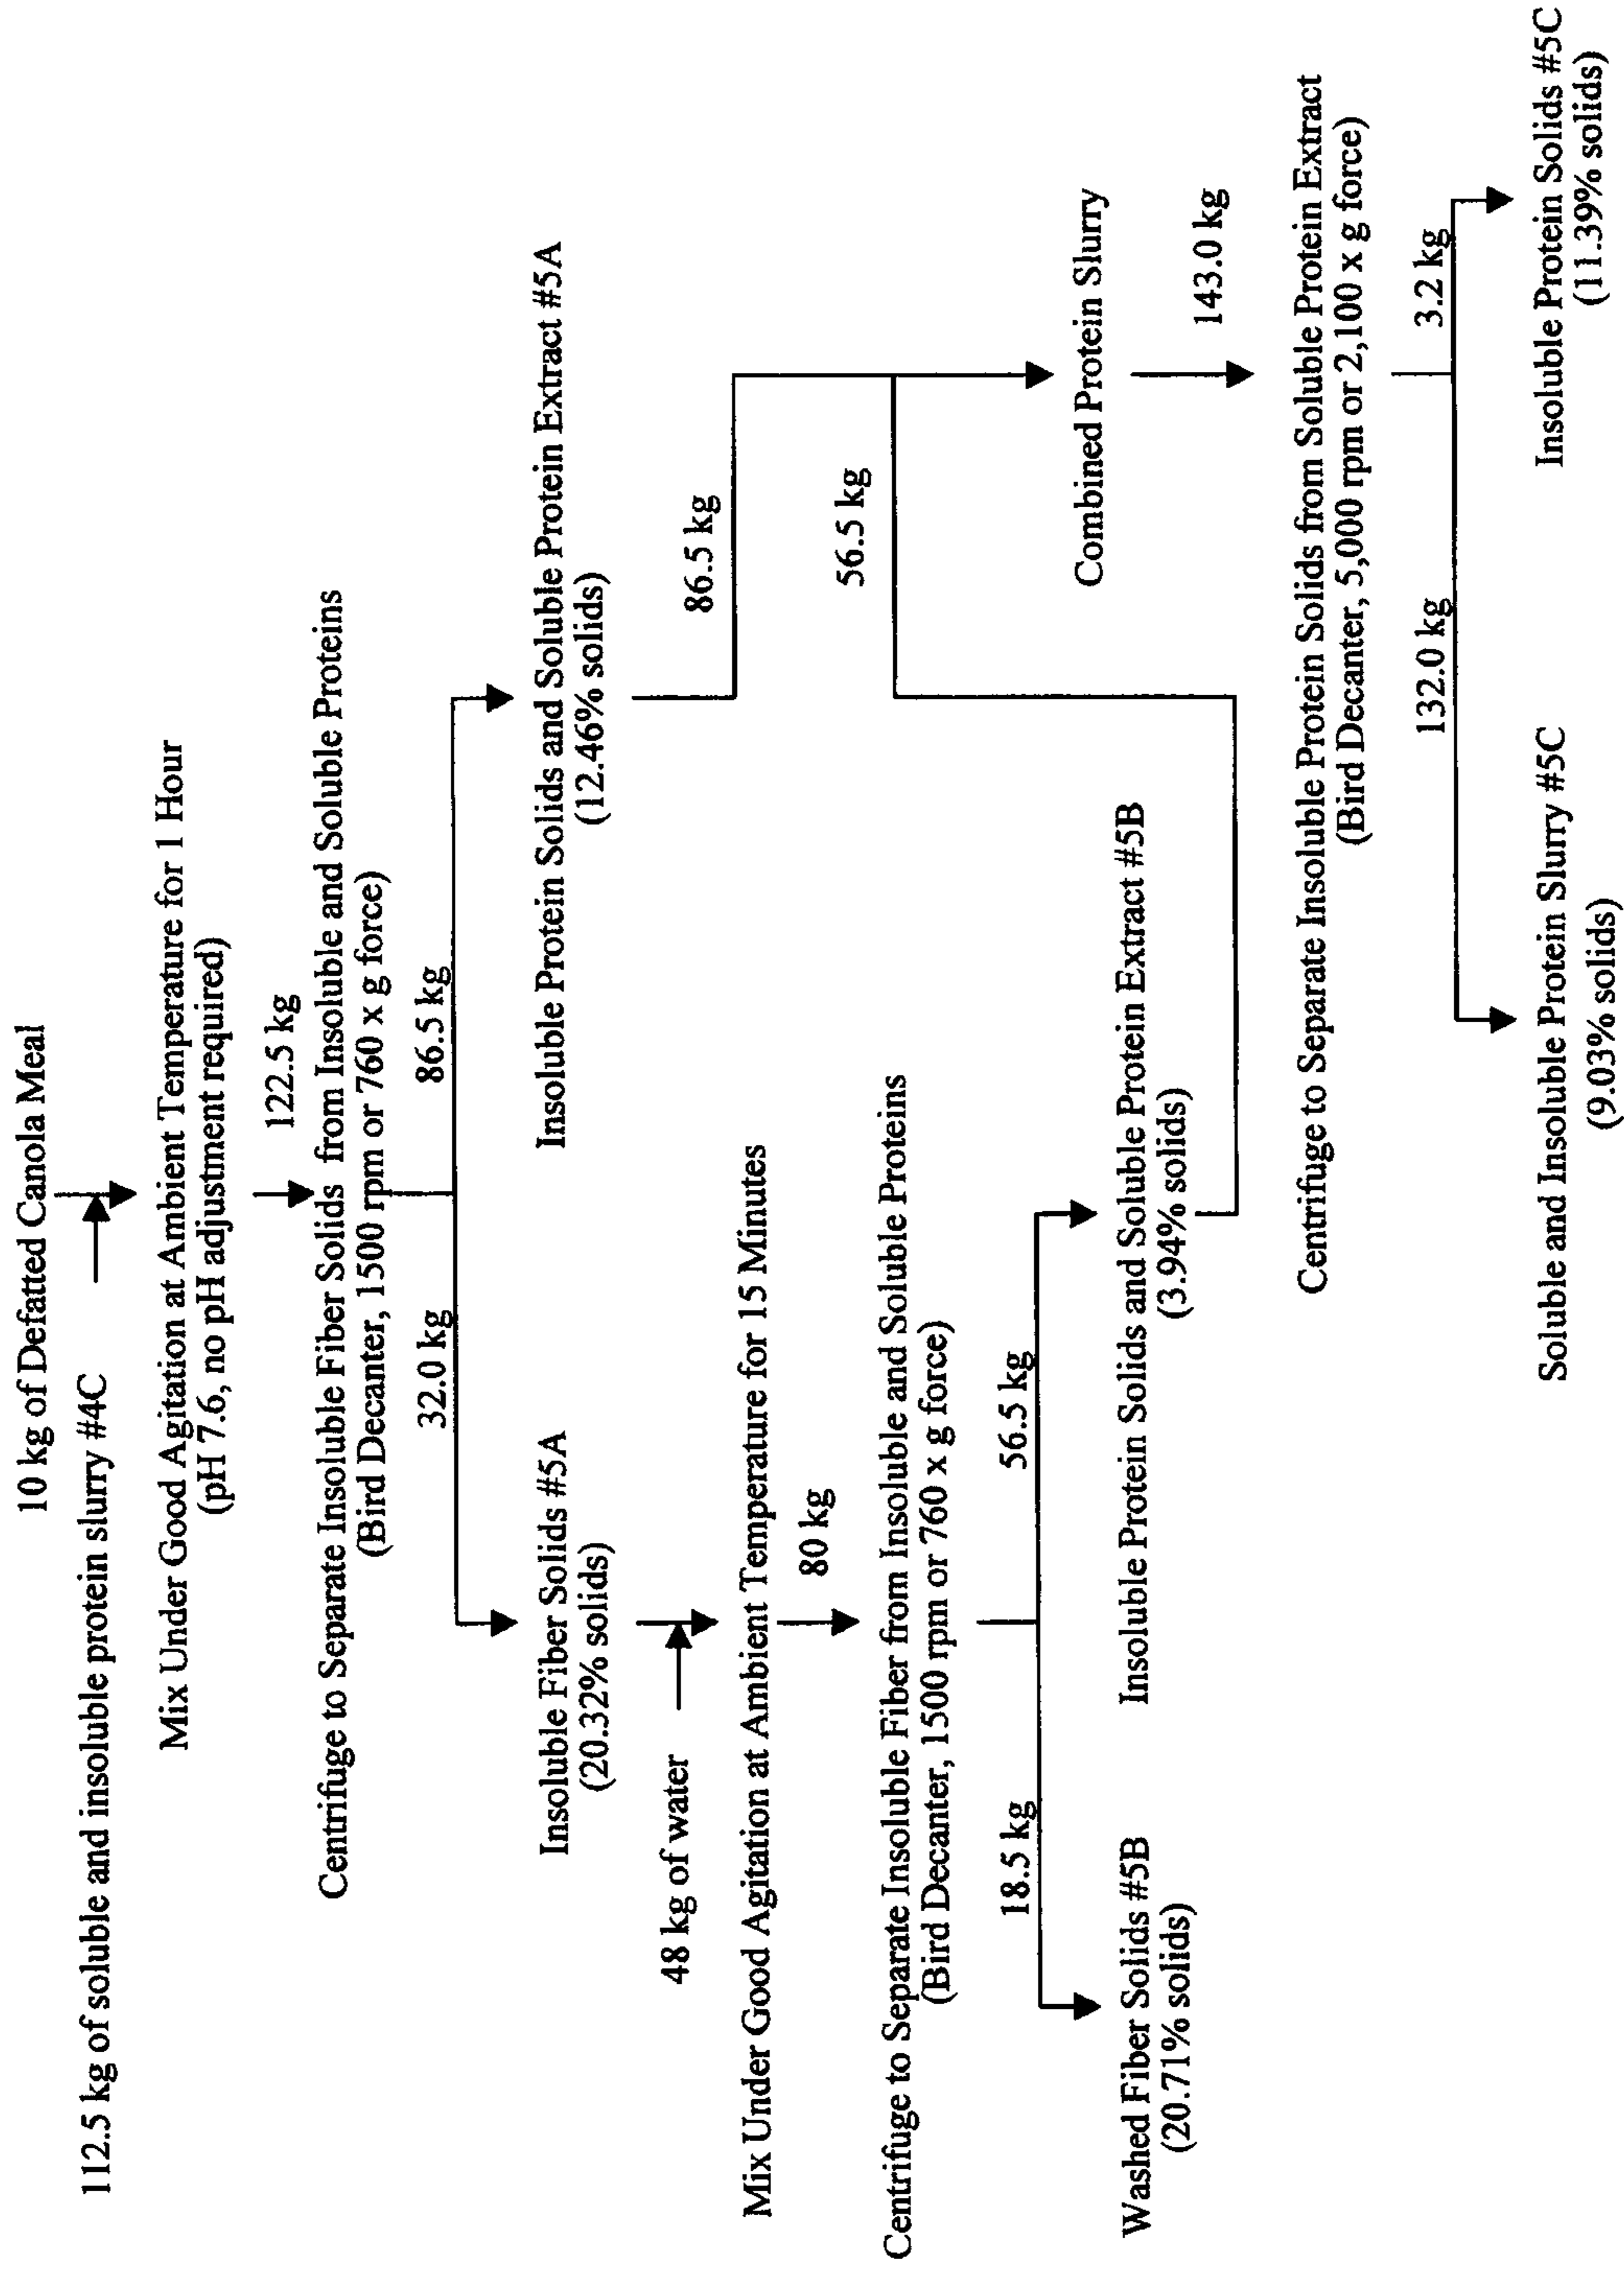 10 kg of Defatted Canola Meal
112.5 kg of soluble and insoluble protein slurry #4C
Mix Under Good Agitation at Ambient Temperature for 1 Hour
(pH 7.6, no pH adjustment required)
122.5 kg
Centrifuge to Separate Insoluble Fiber Solids from Insoluble and Soluble Proteins
(Bird Decanter, 1500 rpm or 760 x g force)
32.0 kg
86.5 kg
Insoluble Fiber Solids #5A
(20.32% solids)
Insoluble Protein Solids and Soluble Protein Extract #5A
(12.46% solids)
48 kg of water
86.5 kg
Mix Under Good Agitation at Ambient Temperature for 15 Minutes
80 kg
56.5 kg
Centrifuge to Separate Insoluble Fiber from Insoluble and Soluble Proteins
(Bird Decanter, 1500 rpm or 760 x g force)
18.5 kg
56.5 kg
Combined Protein Slurry
Washed Fiber Solids #5B
(20.71% solids)
Insoluble Protein Solids and Soluble Protein Extract #5B
(3.94% solids)
143.0 kg
Centrifuge to Separate Insoluble Protein Solids from Soluble Protein Extract
(Bird Decanter, 5,000 rpm or 2,100 x g force)
132.0 kg
3.2 kg
Soluble and Insoluble Protein Slurry #5C
(9.03% solids)
Insoluble Protein Solids #5C
(11.39% solids)